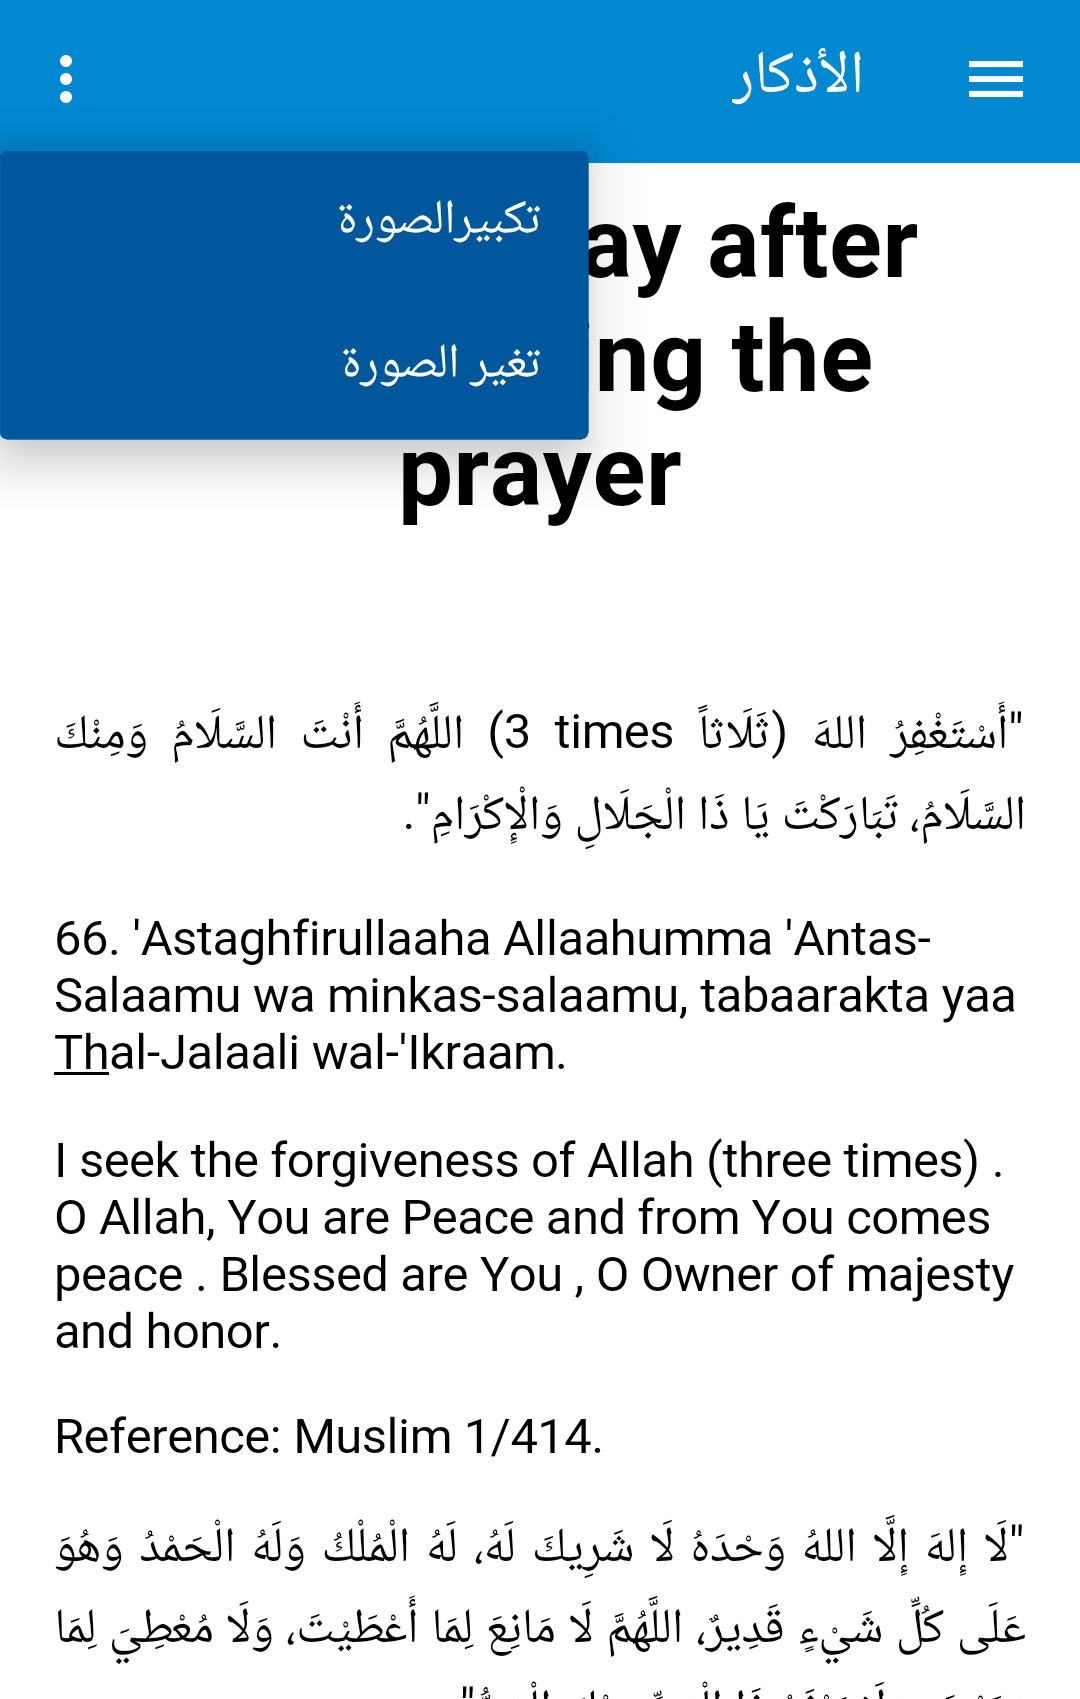 الأذكار
تكبيرالصورة
تغير الصورة
ay after
ng the
prayer
"أَسْتَغْفِرُ اللهَ (ثَلَاثاً 3 times) اللَّهُمَّ أَنْتَ السَّلَامُ وَمِنْكَ
السَّلَامُ، تَبَارَكْتَ يَا ذَا الْجَلَالِ وَالْإِكْرَامِ".
66. 'Astaghfirullaaha Allaahumma 'Antas-
Salaamu wa minkas-salaamu, tabaarakta yaa
Thal-Jalaali wal-'Ikraam.
I seek the forgiveness of Allah (three times) .
O Allah, You are Peace and from You comes
peace . Blessed are You , O Owner of majesty
and honor.
Reference: Muslim 1/414.
"لَا إِلهَ إِلَّا اللهُ وَحْدَهُ لَا شَرِيكَ لَهُ، لَهُ الْمُلْكُ وَلَهُ الْحَمْدُ وَهُوَ
عَلَى كُلِّ شَيْءٍ قَدِيرٌ، اللَّهُمَّ لَا مَانِعَ لِمَا أَعْطَيْتَ، وَلَا مُعْطِيَ لِمَا